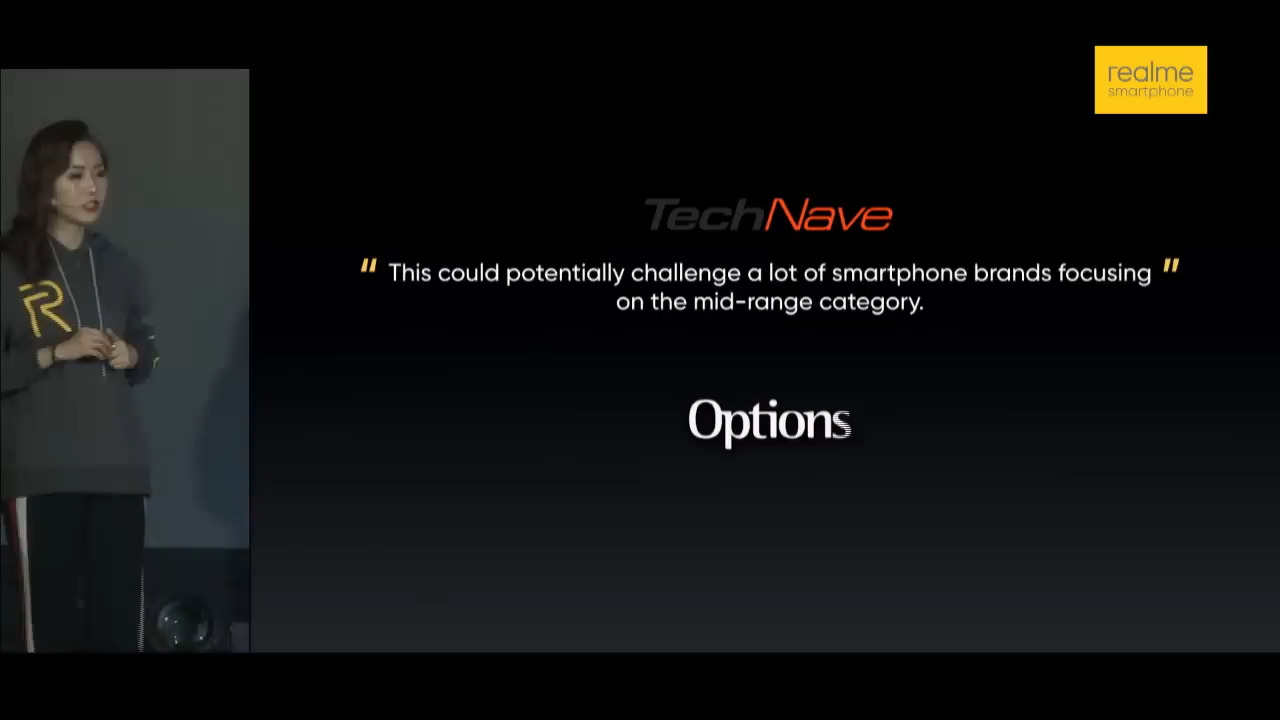 realme
smartphone
TechNave
" This could potentially challenge a lot of smartphone brands focusing "
on the mid-range category.
Options
R